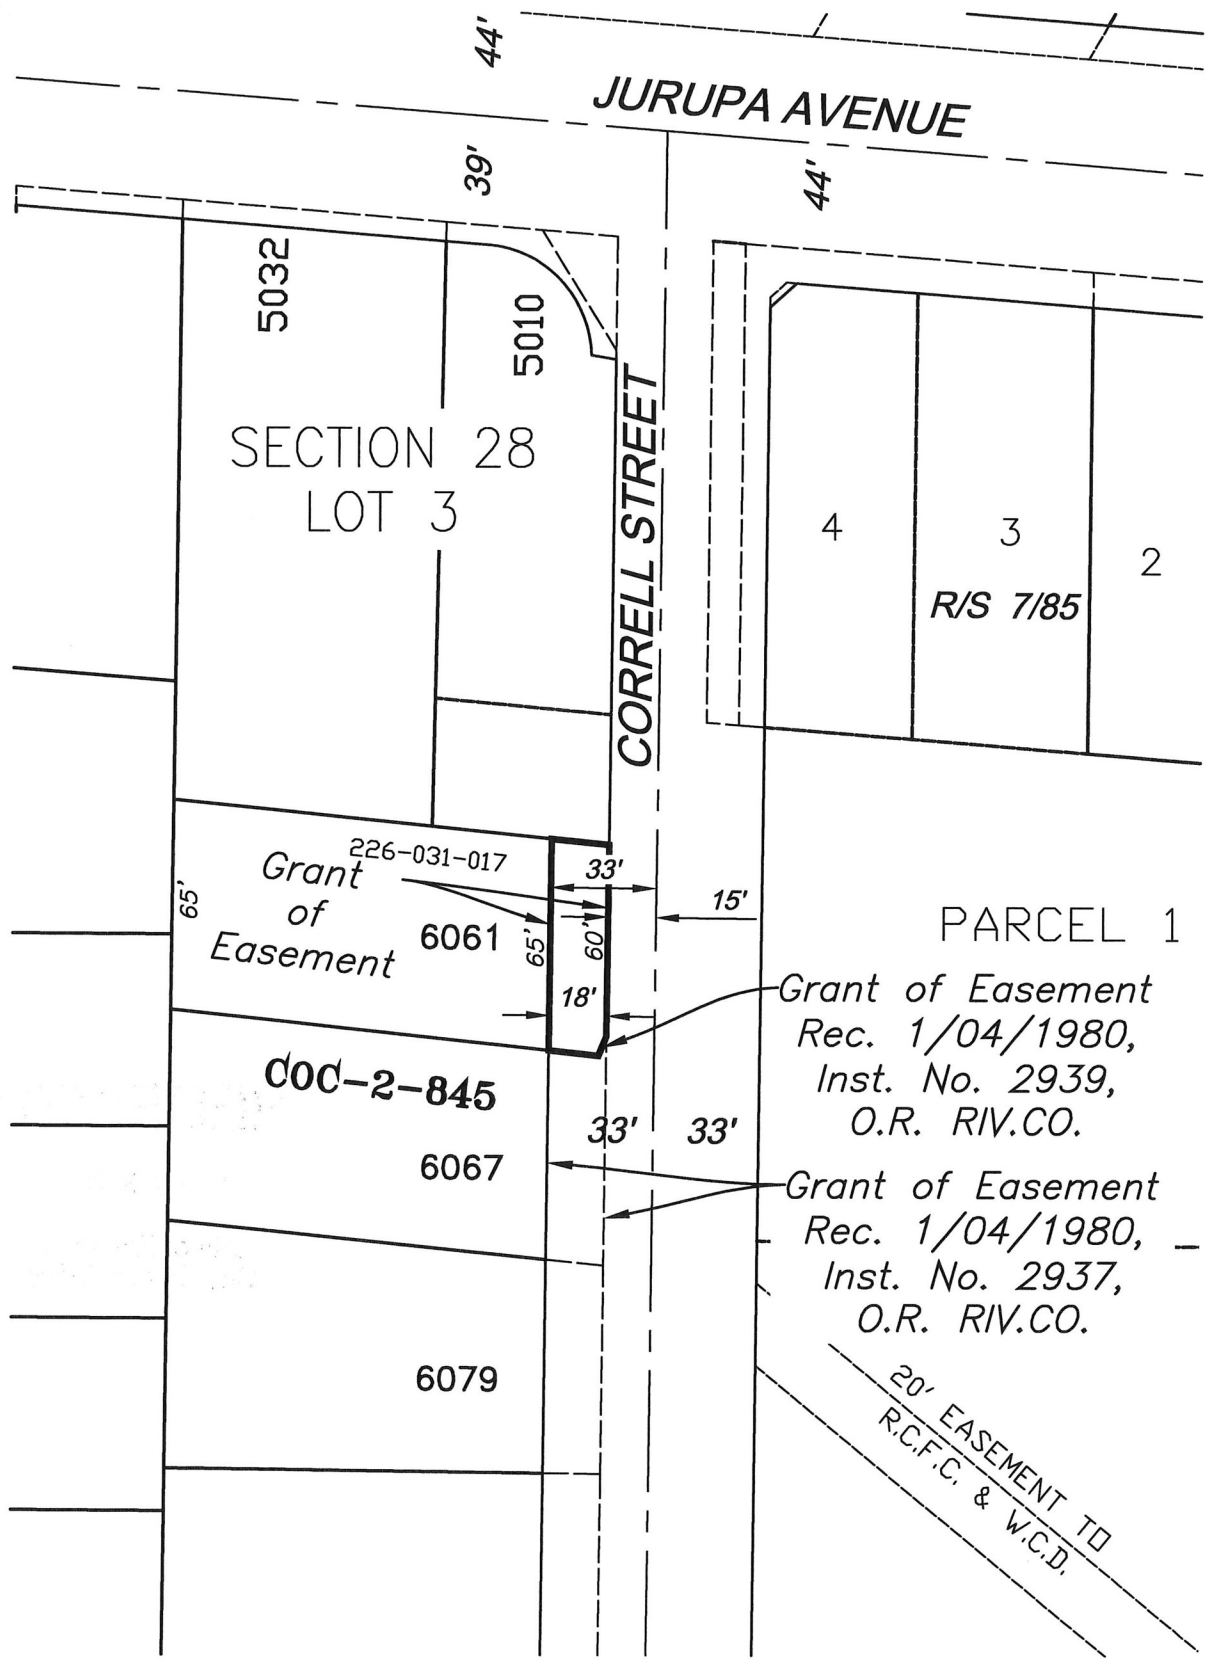 44'
JURUPA AVENUE
39'
44'
5032
5010
SECTION 28
LOT 3
CORRELL STREET
4
3
2
R/S 7/85
226-031-017
Grant
of
Easement
65'
6061
65'
33'
60'
18'
15'
PARCEL 1
Grant of Easement
Rec. 1/04/1980,
Inst. No. 2939,
O.R. RIV.CO.
COC-2-845
33'
33'
6067
Grant of Easement
Rec. 1/04/1980,
Inst. No. 2937,
O.R. RIV.CO.
6079
20' EASEMENT TO
R.C.F.C. & W.C.D.